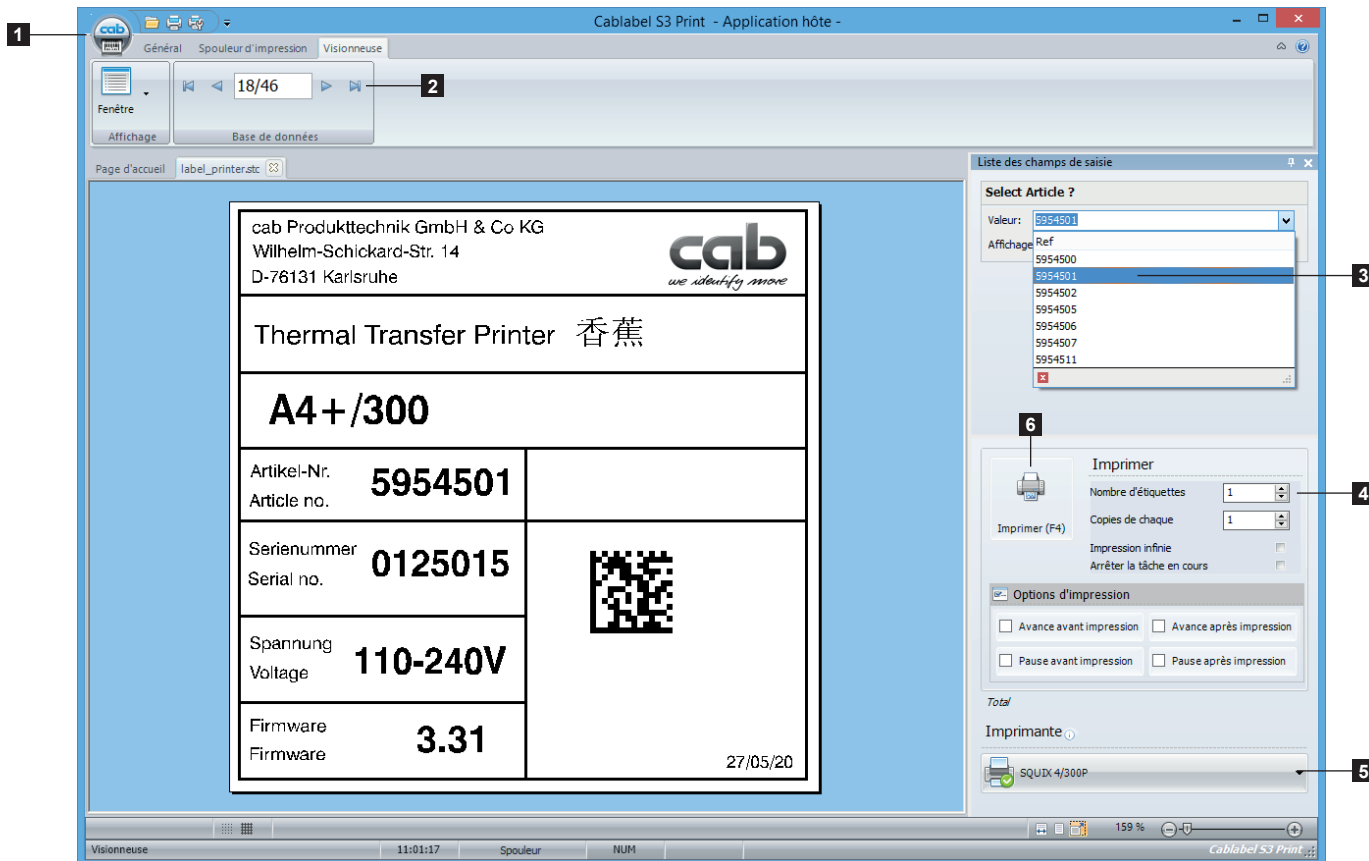 Cablabel S3 Print - Application hôte -
cab
1
Général Spouleur d'impression Visionneuse
18/46
2
Fenêtre
Affichage Base de données
Page d'accueil label_printer.stc
cab Produkttechnik GmbH & Co KG
Wilhelm-Schickard-Str. 14
D-76131 Karlsruhe
cab
we identify more
Thermal Transfer Printer 香蕉
A4+/300
Artikel-Nr.
Article no.
5954501
Serienummer
Serial no.
0125015
Spannung
Voltage
110-240V
Firmware
Firmware
3.31
27/05/20
Liste des champs de saisie
Select Article ?
Valeur: 5954501
Affichage
Ref
5954500
5954501
3
5954502
5954505
5954506
5954507
5954511
6
Imprimer (F4)
Imprimer
Nombre d'étiquettes 1
4
Copies de chaque 1
Impression infinie
Arrêter la tâche en cours
Options d'impression
Avance avant impression Avance après impression
Pause avant impression Pause après impression
Total
Imprimante
SQUIX 4/300P
5
159 %
Visionneuse 11:01:17 Spouleur NUM Cablabel S3 Print